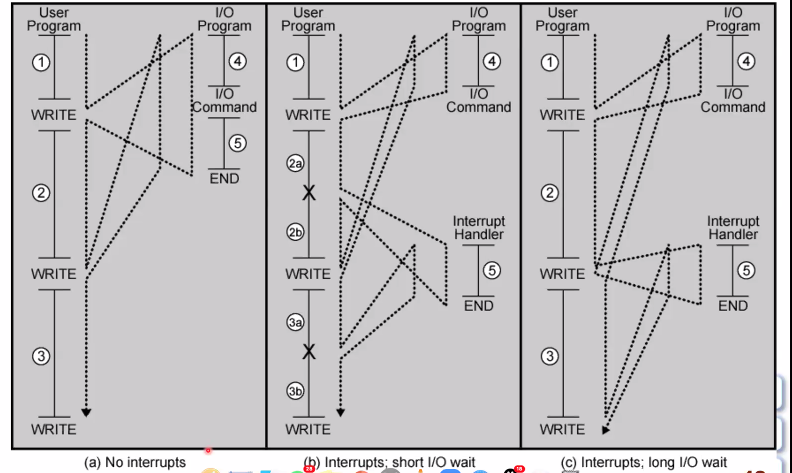 User Program
I/O Program
1
4
I/O Command
WRITE
5
2
END
WRITE
3
WRITE
(a) No interrupts
User Program
I/O Program
1
4
I/O Command
WRITE
2a
X
2b
Interrupt Handler
WRITE
5
END
3a
X
3b
WRITE
(b) Interrupts; short I/O wait
User Program
I/O Program
1
4
I/O Command
WRITE
2
Interrupt Handler
WRITE
5
END
3
WRITE
(c) Interrupts; long I/O wait